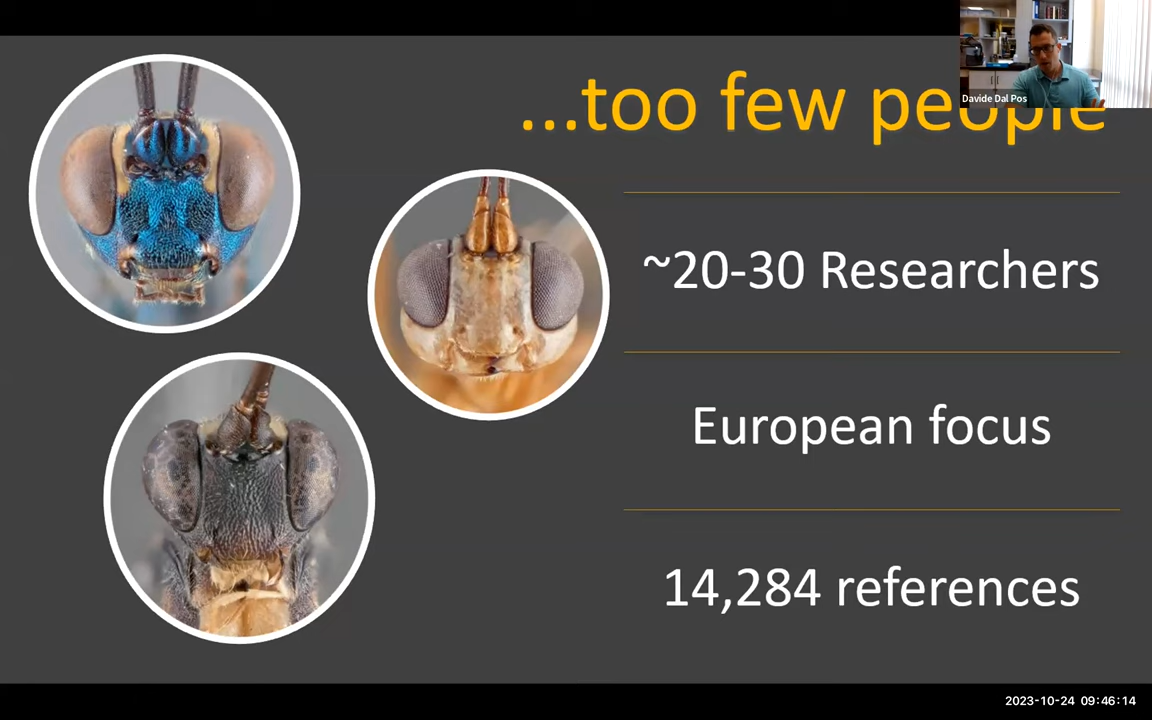 ...too few people
Davide Dal Pos
~20-30 Researchers
European focus
14,284 references
2023-10-24 09:46:14